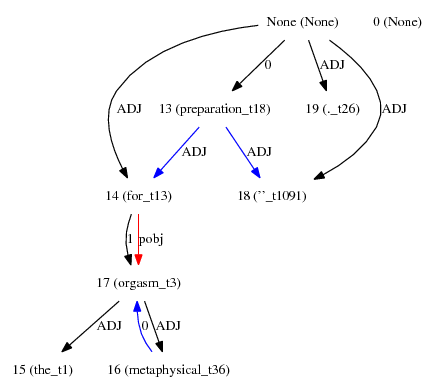 None (None) 0 (None)
0 ADJ
ADJ 13 (preparation_t18) 19 (._t26) ADJ
ADJ ADJ
14 (for_t13) 18 (''_t1091)
1 pobj
17 (orgasm_t3)
ADJ 0 ADJ
15 (the_t1) 16 (metaphysical_t36)